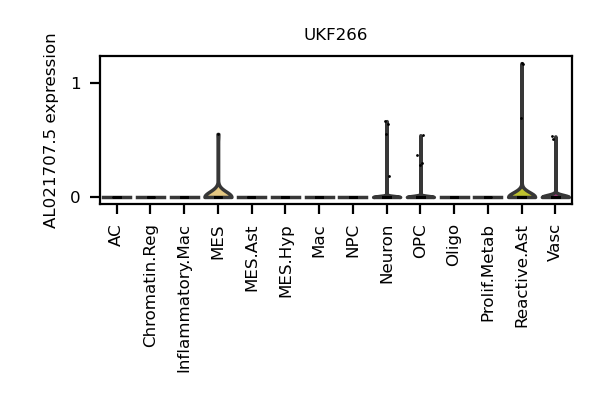 UKF266
AL021707.5 expression
1
0
AC
Chromatin.Reg
Inflammatory.Mac
MES
MES.Ast
MES.Hyp
Mac
NPC
Neuron
OPC
Oligo
Prolif.Metab
Reactive.Ast
Vasc